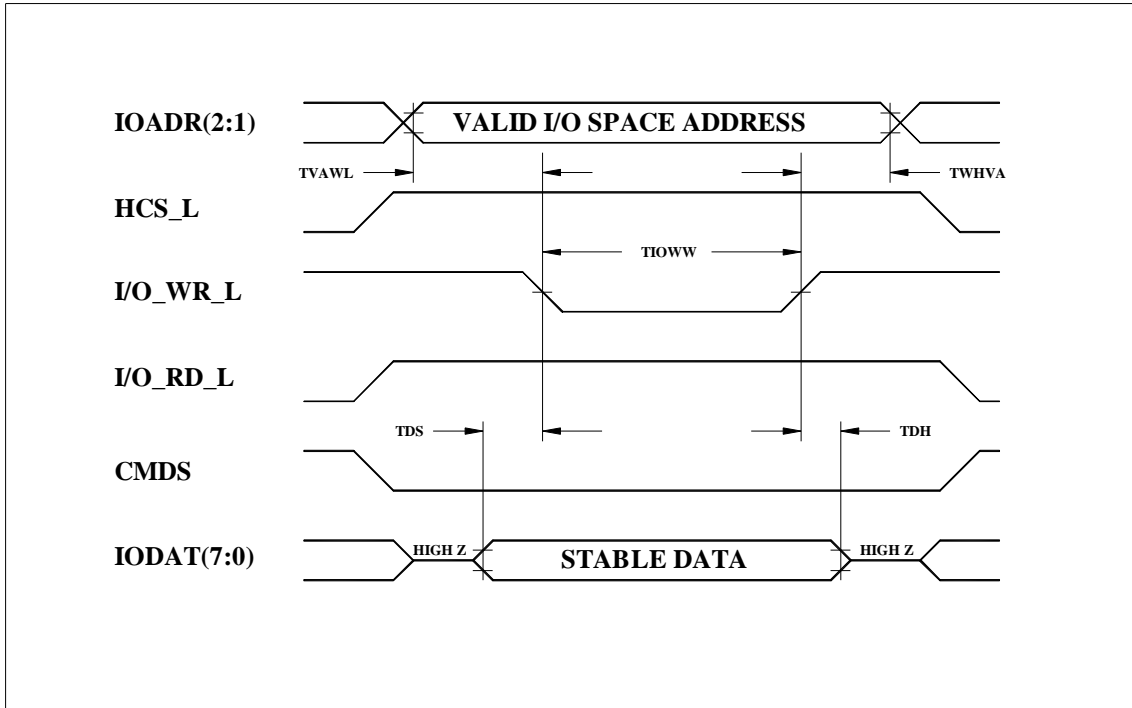 IOADR(2:1)
VALID I/O SPACE ADDRESS
TVAWL
TWHVA
HCS_L
TIOWW
I/O_WR_L
I/O_RD_L
TDS
TDH
CMDS
IODAT(7:0)
HIGH Z
STABLE DATA
HIGH Z